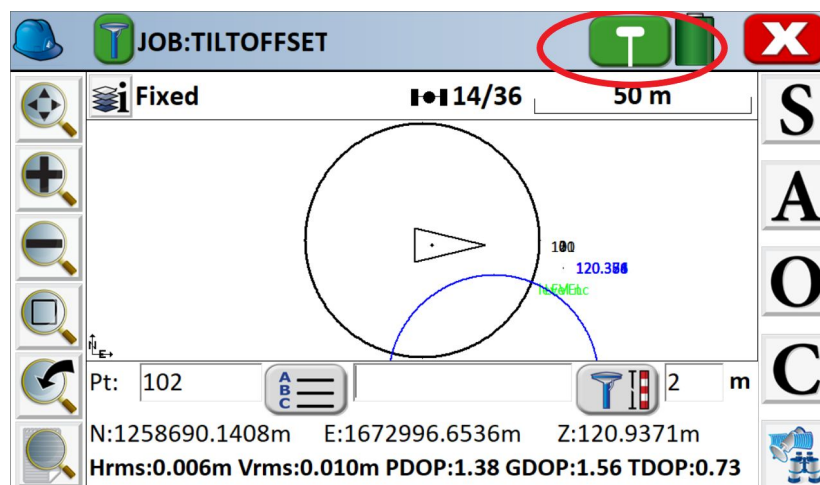 JOB:TILTOFFSET
Fixed
14/36
50 m
S
A
O
C
N
E
Pt: 102
A
B
C
2 m
N:1258690.1408m E:1672996.6536m Z:120.9371m
Hrms:0.006m Vrms:0.010m PDOP:1.38 GDOP:1.56 TDOP:0.73